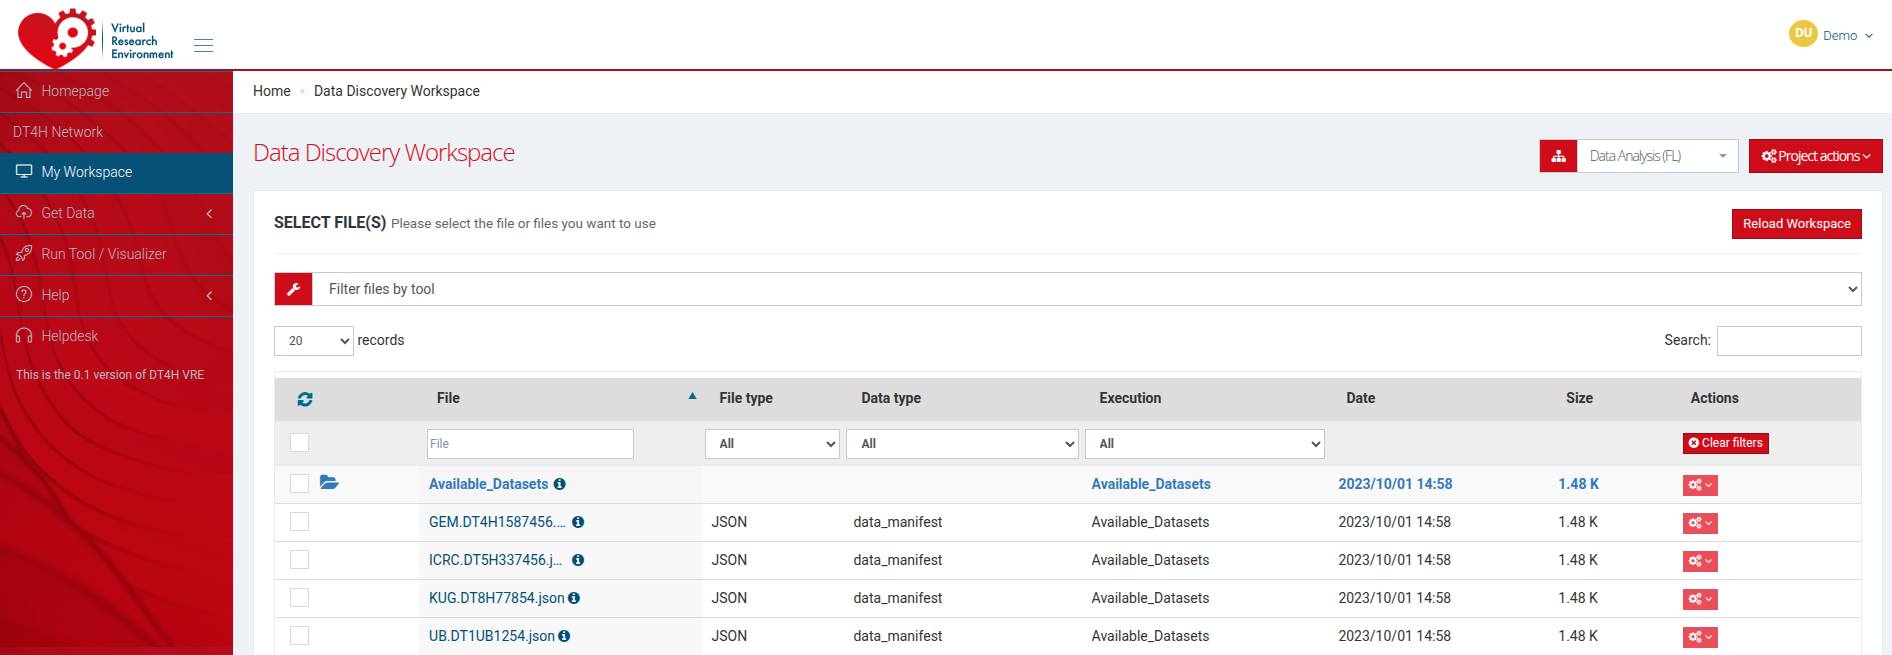 Virtual
Research
Environment
DU Demo
Homepage
DT4H Network
My Workspace
Get Data
Run Tool / Visualizer
Help
Helpdesk
This is the 0.1 version of DT4H VRE
Home • Data Discovery Workspace
Data Discovery Workspace
Data Analysis (FL)
Project actions
SELECT FILE(S) Please select the file or files you want to use
Reload Workspace
Filter files by tool
20 records
Search:
File File type Data type Execution Date Size Actions
File All All All Clear filters
Available_Datasets Available_Datasets 2023/10/01 14:58 1.48 K
GEM.DT4H1587456.... JSON data_manifest Available_Datasets 2023/10/01 14:58 1.48 K
ICRC.DT5H337456.j... JSON data_manifest Available_Datasets 2023/10/01 14:58 1.48 K
KUG.DT8H77854.json JSON data_manifest Available_Datasets 2023/10/01 14:58 1.48 K
UB.DT1UB1254.json JSON data_manifest Available_Datasets 2023/10/01 14:58 1.48 K